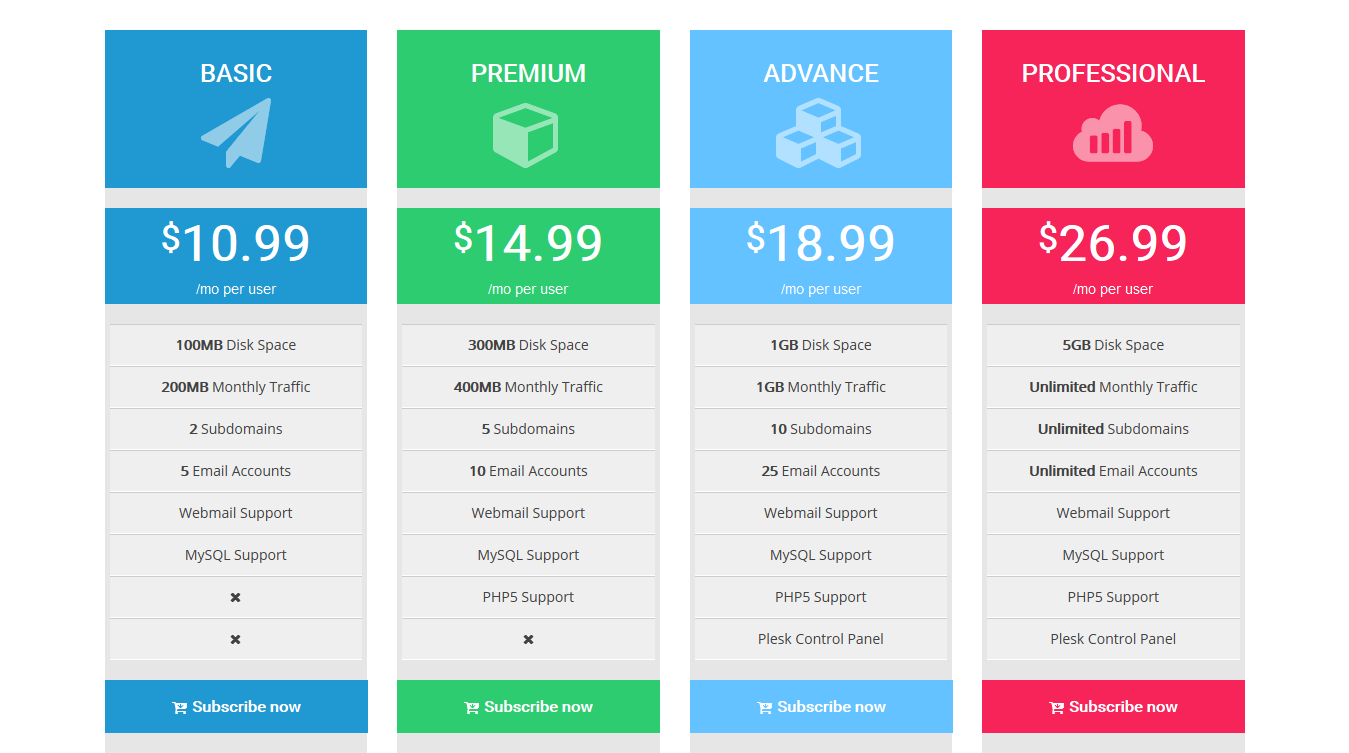 BASIC
$10.99
/mo per user
100MB Disk Space
200MB Monthly Traffic
2 Subdomains
5 Email Accounts
Webmail Support
MySQL Support
✖
✖
Subscribe now
PREMIUM
$14.99
/mo per user
300MB Disk Space
400MB Monthly Traffic
5 Subdomains
10 Email Accounts
Webmail Support
MySQL Support
PHP5 Support
✖
Subscribe now
ADVANCE
$18.99
/mo per user
1GB Disk Space
1GB Monthly Traffic
10 Subdomains
25 Email Accounts
Webmail Support
MySQL Support
PHP5 Support
Plesk Control Panel
Subscribe now
PROFESSIONAL
$26.99
/mo per user
5GB Disk Space
Unlimited Monthly Traffic
Unlimited Subdomains
Unlimited Email Accounts
Webmail Support
MySQL Support
PHP5 Support
Plesk Control Panel
Subscribe now